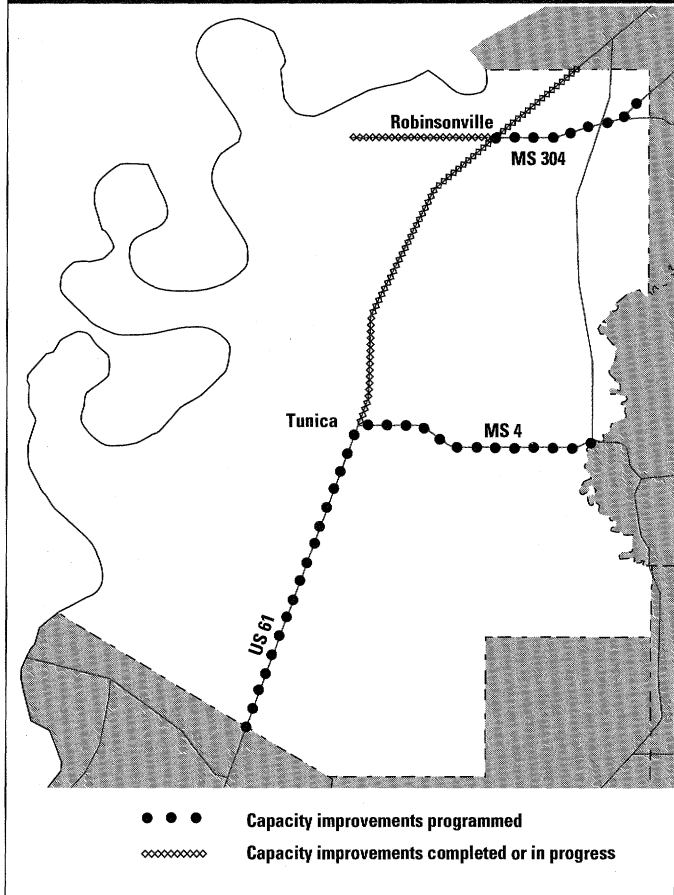 Robinsonville
MS 304
Tunica
MS 4
US 61
Capacity improvements programmed
Capacity improvements completed or in progress